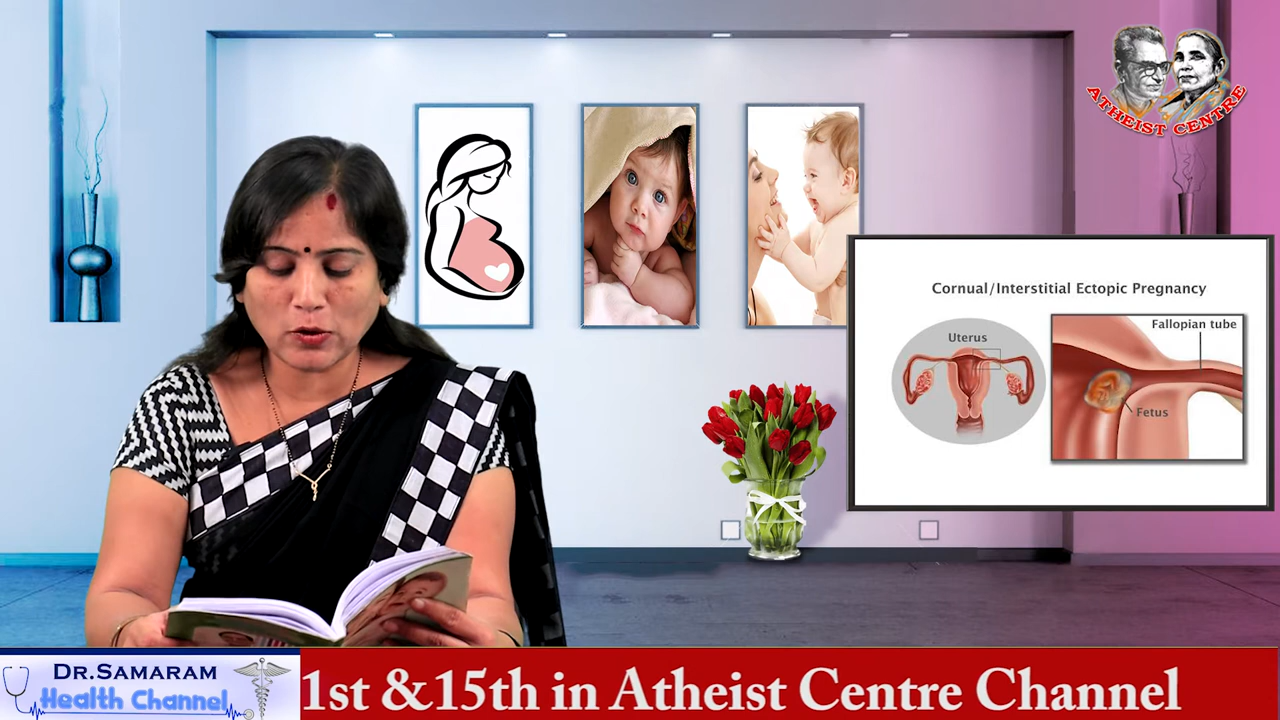 ATHEIST CENTRE
Cornual/Interstitial Ectopic Pregnancy
Uterus
Fallopian tube
Fetus
DR.SAMARAM
Health Channel
1st &15th in Atheist Centre Channel